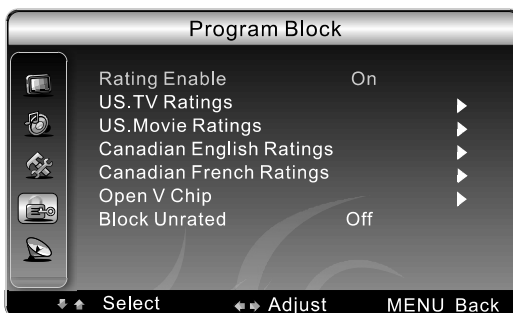 Program Block
Rating Enable On
US.TV Ratings
US.Movie Ratings
Canadian English Ratings
Canadian French Ratings
Open V Chip
Block Unrated Off
Select Adjust MENU Back